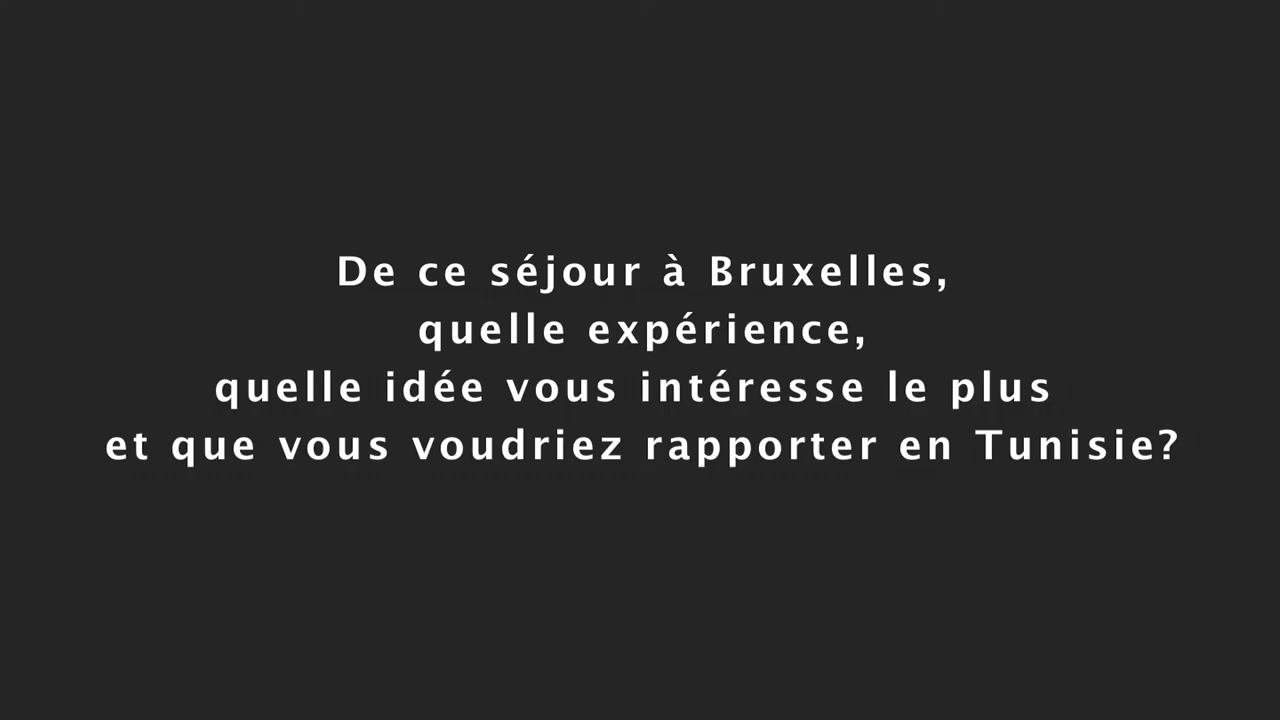 De ce séjour à Bruxelles,
quelle expérience,
quelle idée vous intéresse le plus
et que vous voudriez rapporter en Tunisie?